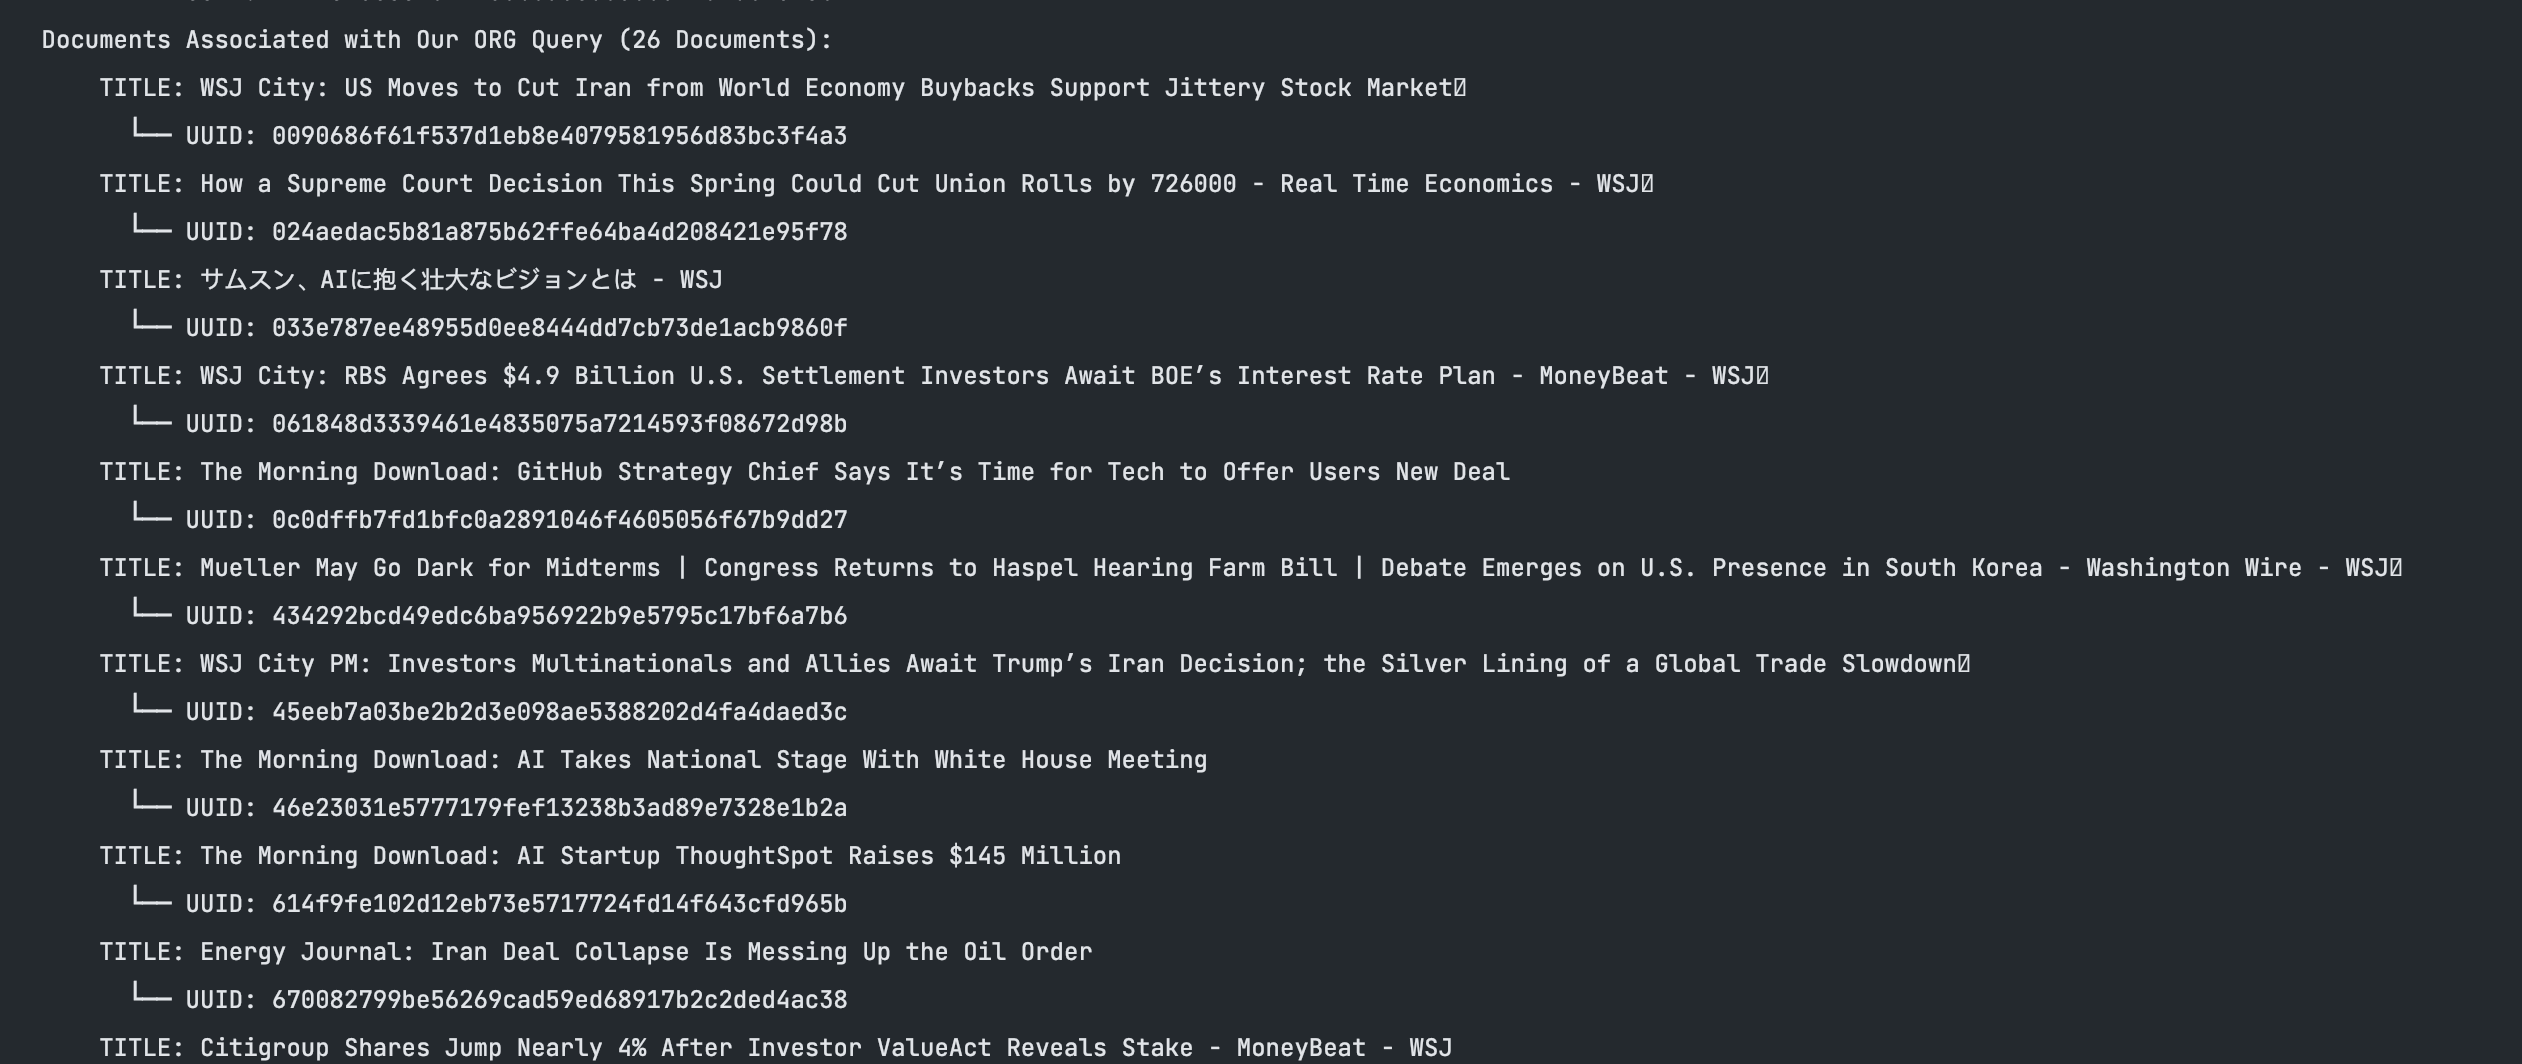 Documents Associated with Our ORG Query (26 Documents):
TITLE: WSJ City: US Moves to Cut Iran from World Economy Buybacks Support Jittery Stock Market
└── UUID: 0090686f61f537d1eb8e4079581956d83bc3f4a3
TITLE: How a Supreme Court Decision This Spring Could Cut Union Rolls by 726000 - Real Time Economics - WSJ
└── UUID: 024aedac5b81a875b62ffe64ba4d208421e95f78
TITLE: サムスン、AIに抱く壮大なビジョンとは - WSJ
└── UUID: 033e787ee48955d0ee8444dd7cb73de1acb9860f
TITLE: WSJ City: RBS Agrees $4.9 Billion U.S. Settlement Investors Await BOE’s Interest Rate Plan - MoneyBeat - WSJ
└── UUID: 061848d3339461e4835075a7214593f08672d98b
TITLE: The Morning Download: GitHub Strategy Chief Says It’s Time for Tech to Offer Users New Deal
└── UUID: 0c0dffb7fd1bfc0a2891046f4605056f67b9dd27
TITLE: Mueller May Go Dark for Midterms | Congress Returns to Haspel Hearing Farm Bill | Debate Emerges on U.S. Presence in South Korea - Washington Wire - WSJ
└── UUID: 434292bcd49edc6ba956922b9e5795c17bf6a7b6
TITLE: WSJ City PM: Investors Multinationals and Allies Await Trump’s Iran Decision; the Silver Lining of a Global Trade Slowdown
└── UUID: 45eeb7a03be2b2d3e098ae5388202d4fa4daed3c
TITLE: The Morning Download: AI Takes National Stage With White House Meeting
└── UUID: 46e23031e5777179fef13238b3ad89e7328e1b2a
TITLE: The Morning Download: AI Startup ThoughtSpot Raises $145 Million
└── UUID: 614f9fe102d12eb73e5717724fd14f643cfd965b
TITLE: Energy Journal: Iran Deal Collapse Is Messing Up the Oil Order
└── UUID: 670082799be56269cad59ed68917b2c2ded4ac38
TITLE: Citigroup Shares Jump Nearly 4% After Investor ValueAct Reveals Stake - MoneyBeat - WSJ